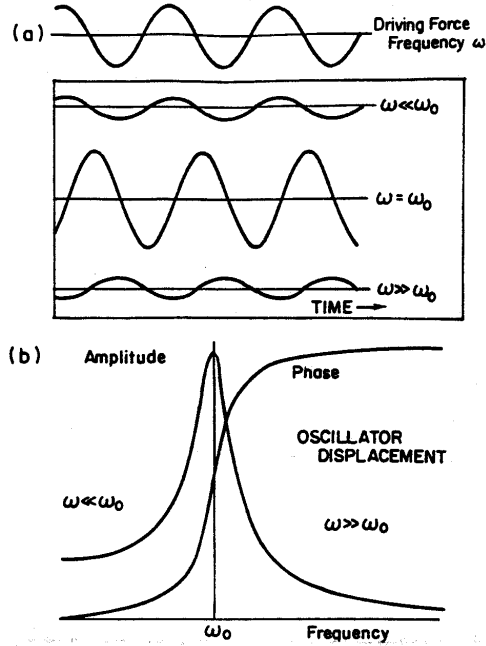 (a)
Driving Force
Frequency ω
ω≪ω₀
ω=ω₀
ω≫ω₀
TIME →
(b)
Amplitude
Phase
OSCILLATOR
DISPLACEMENT
ω≪ω₀
ω≫ω₀
ω₀
Frequency